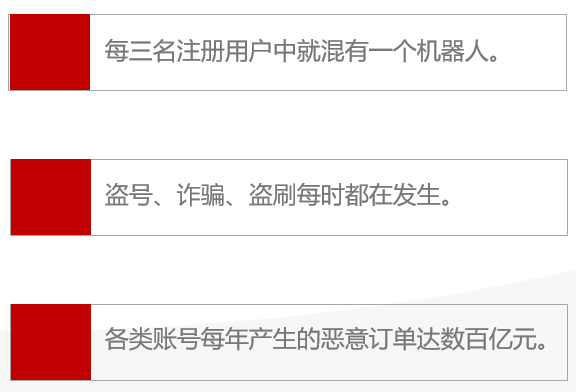 每三名注册用户中就混有一个机器人。
盗号、诈骗、盗刷每时都在发生。
各类账号每年产生的恶意订单达数百亿元。